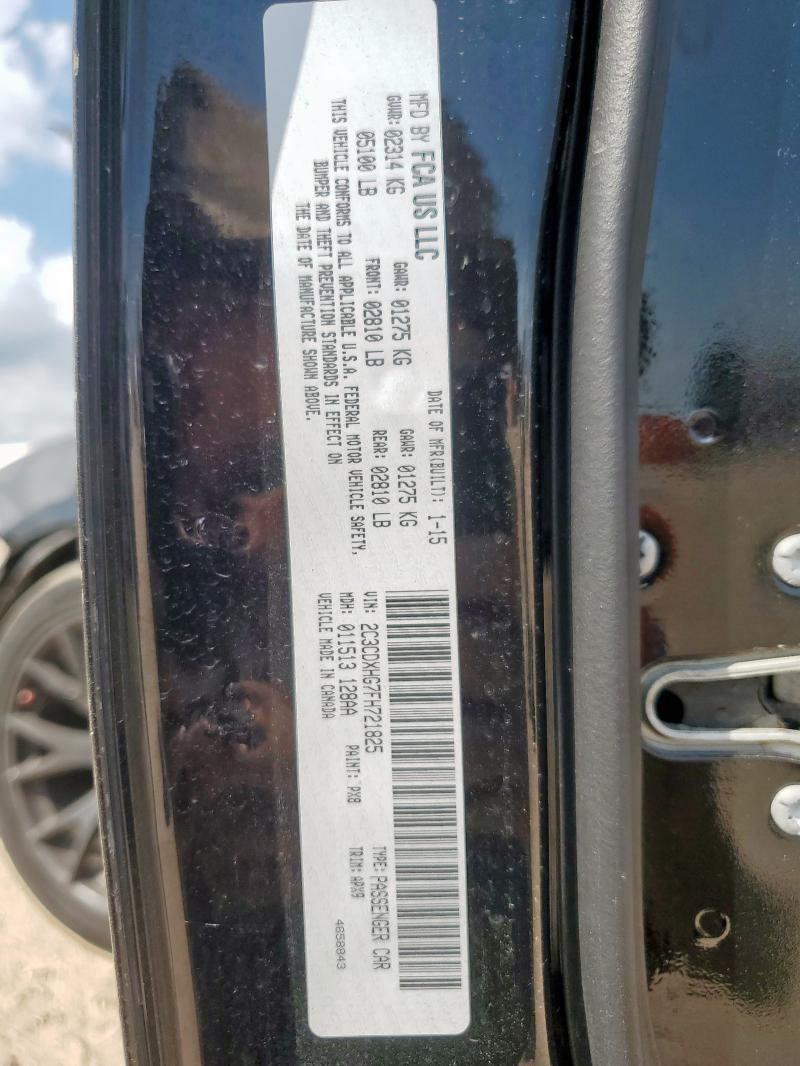 MFD BY FCA US LLC
DATE OF MFR(BUILT): 1-15
GVWR: 02314 KG
GAWR: 01275 KG
GAWR: 01275 KG
05100 LB
FRONT: 02810 LB
REAR: 02810 LB
THIS VEHICLE CONFORMS TO ALL APPLICABLE U.S.A. FEDERAL MOTOR VEHICLE SAFETY,
BUMPER AND THEFT PREVENTION STANDARDS IN EFFECT ON
THE DATE OF MANUFACTURE SHOWN ABOVE.
VIN: 2C3CDXHG7FH721825
TYPE: PASSENGER CAR
MDH: 011513 128AA
PAINT: PX8
TRIM: APX9
VEHICLE MADE IN CANADA
4658843